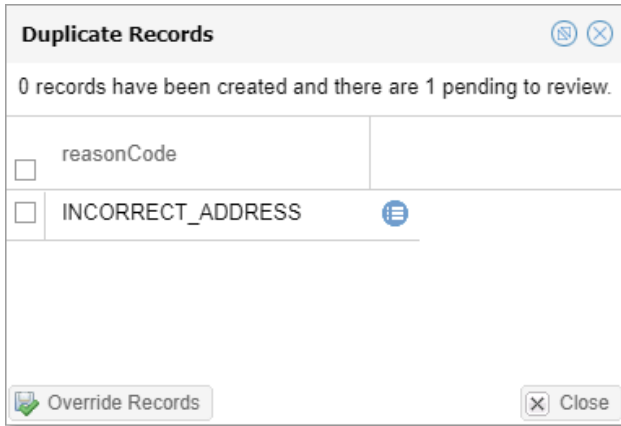 Duplicate Records
0 records have been created and there are 1 pending to review.
reasonCode
INCORRECT_ADDRESS
Override Records
Close